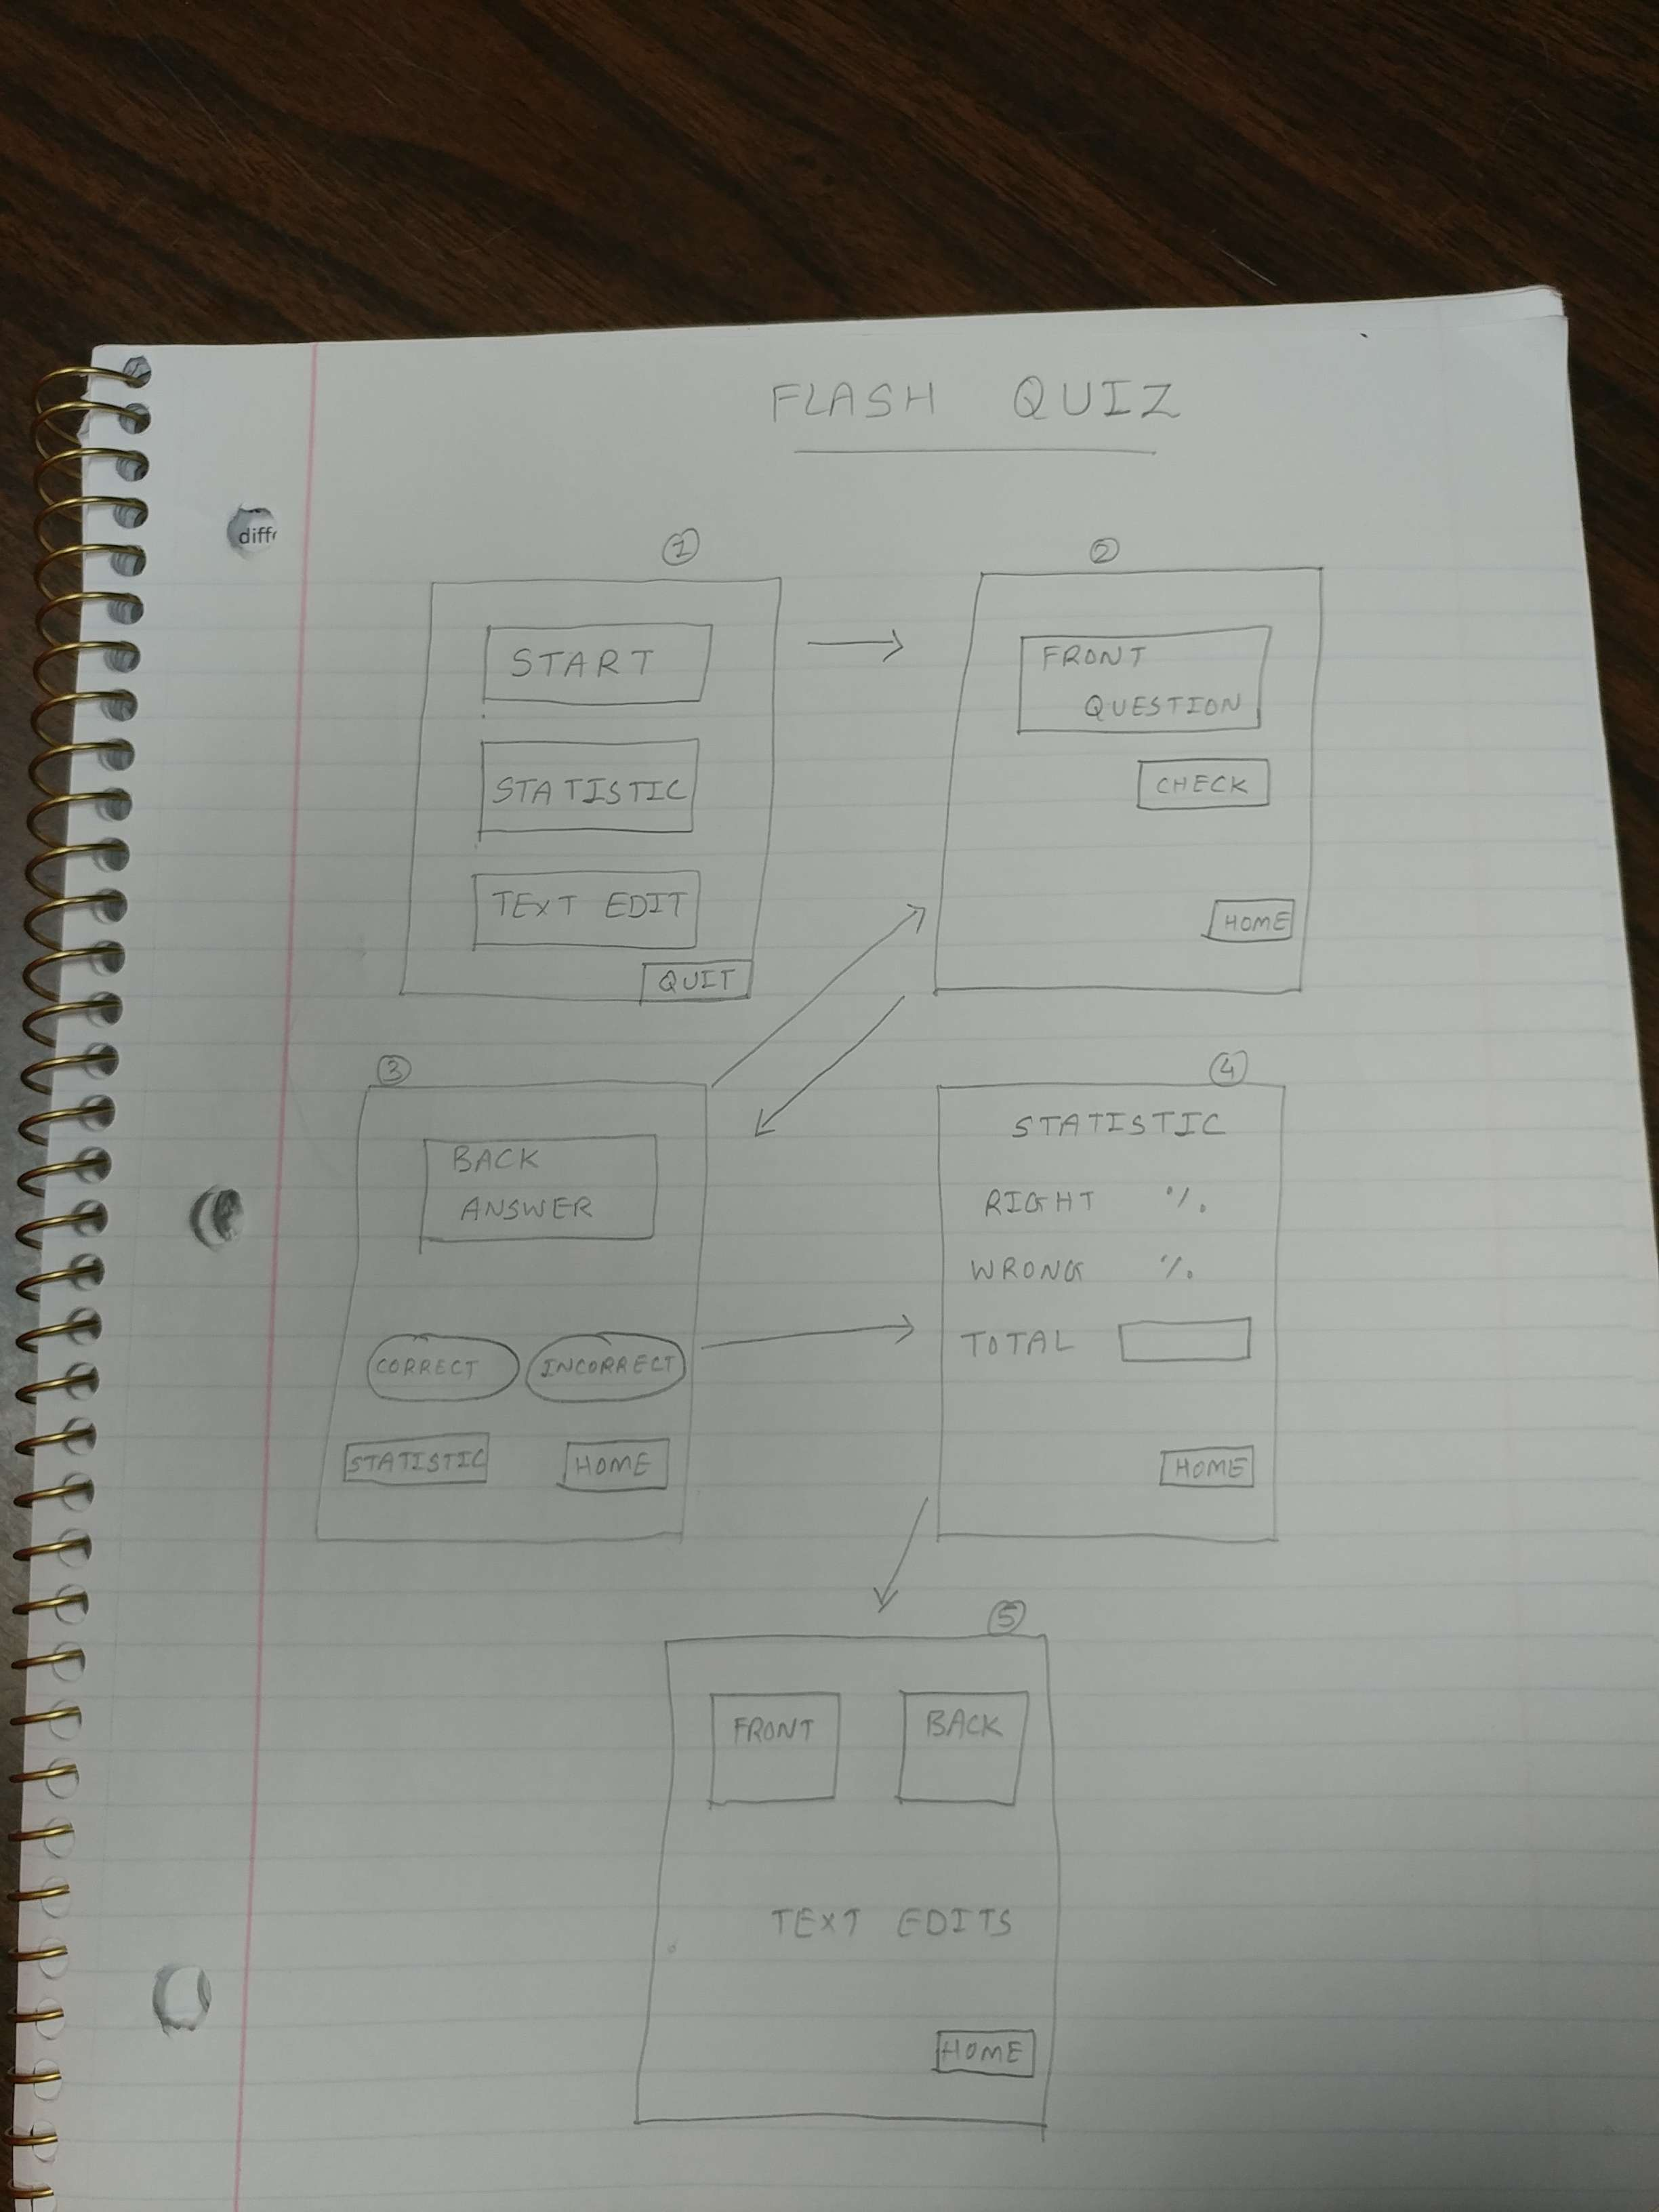 FLASH QUIZ
diff
1
START
STATISTIC
TEXT EDIT
QUIT
2
FRONT
QUESTION
CHECK
HOME
3
BACK
ANSWER
CORRECT INCORRECT
STATISTIC HOME
4
STATISTIC
RIGHT %
WRONG %
TOTAL
HOME
5
FRONT BACK
TEXT EDITS
HOME